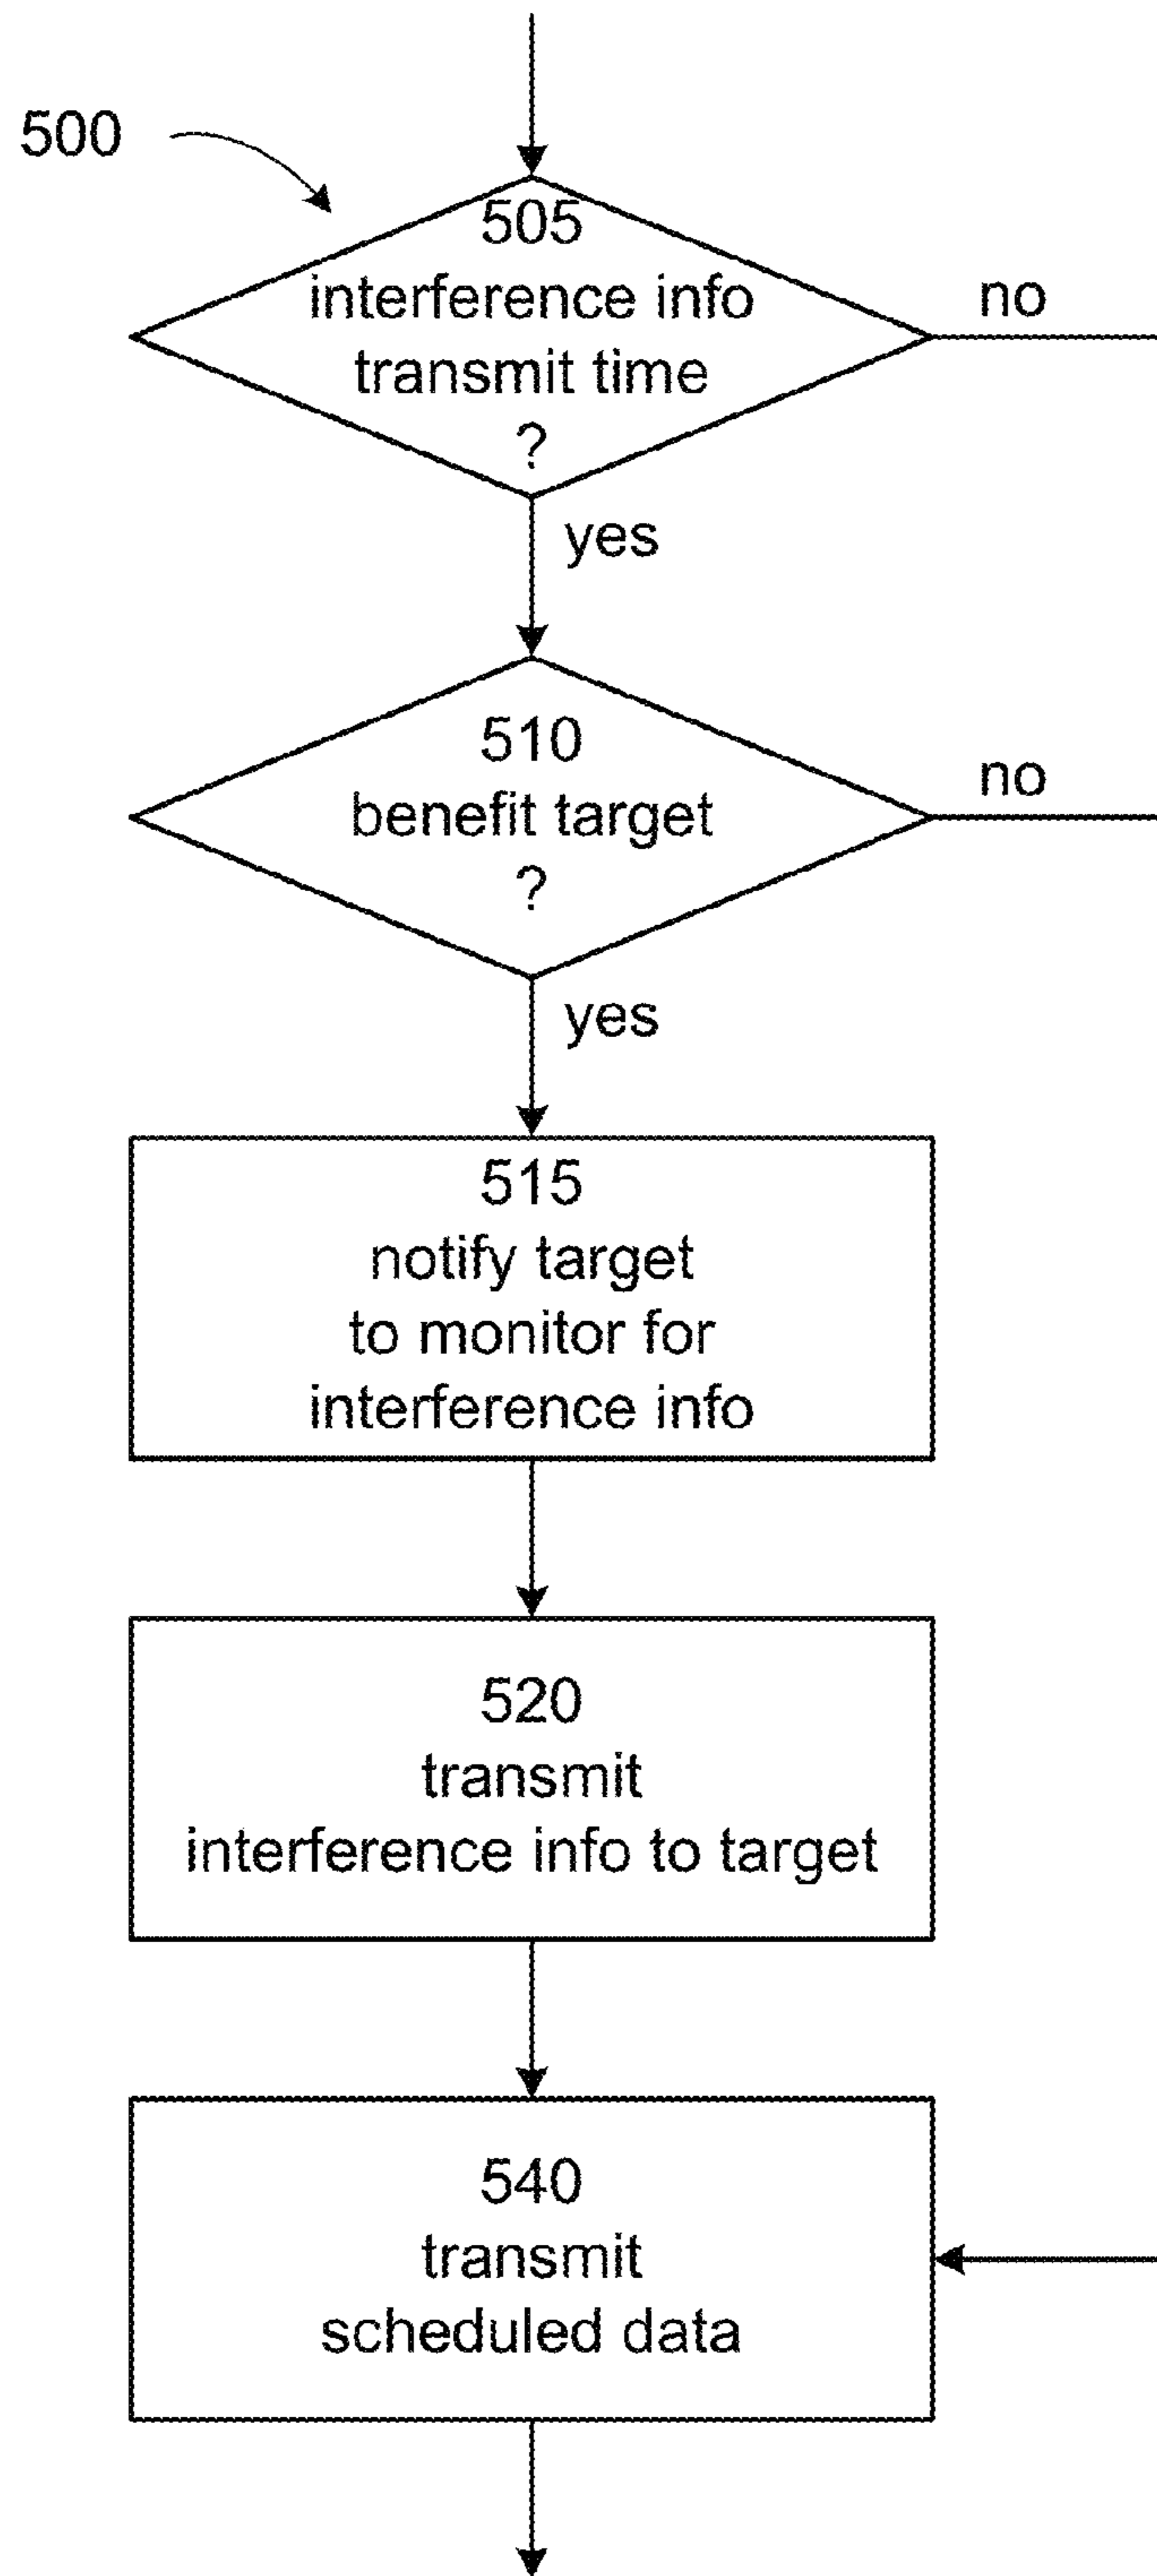 500
505
interference info
transmit time
?
no
yes
510
benefit target
?
no
yes
515
notify target
to monitor for
interference info
520
transmit
interference info to target
540
transmit
scheduled data